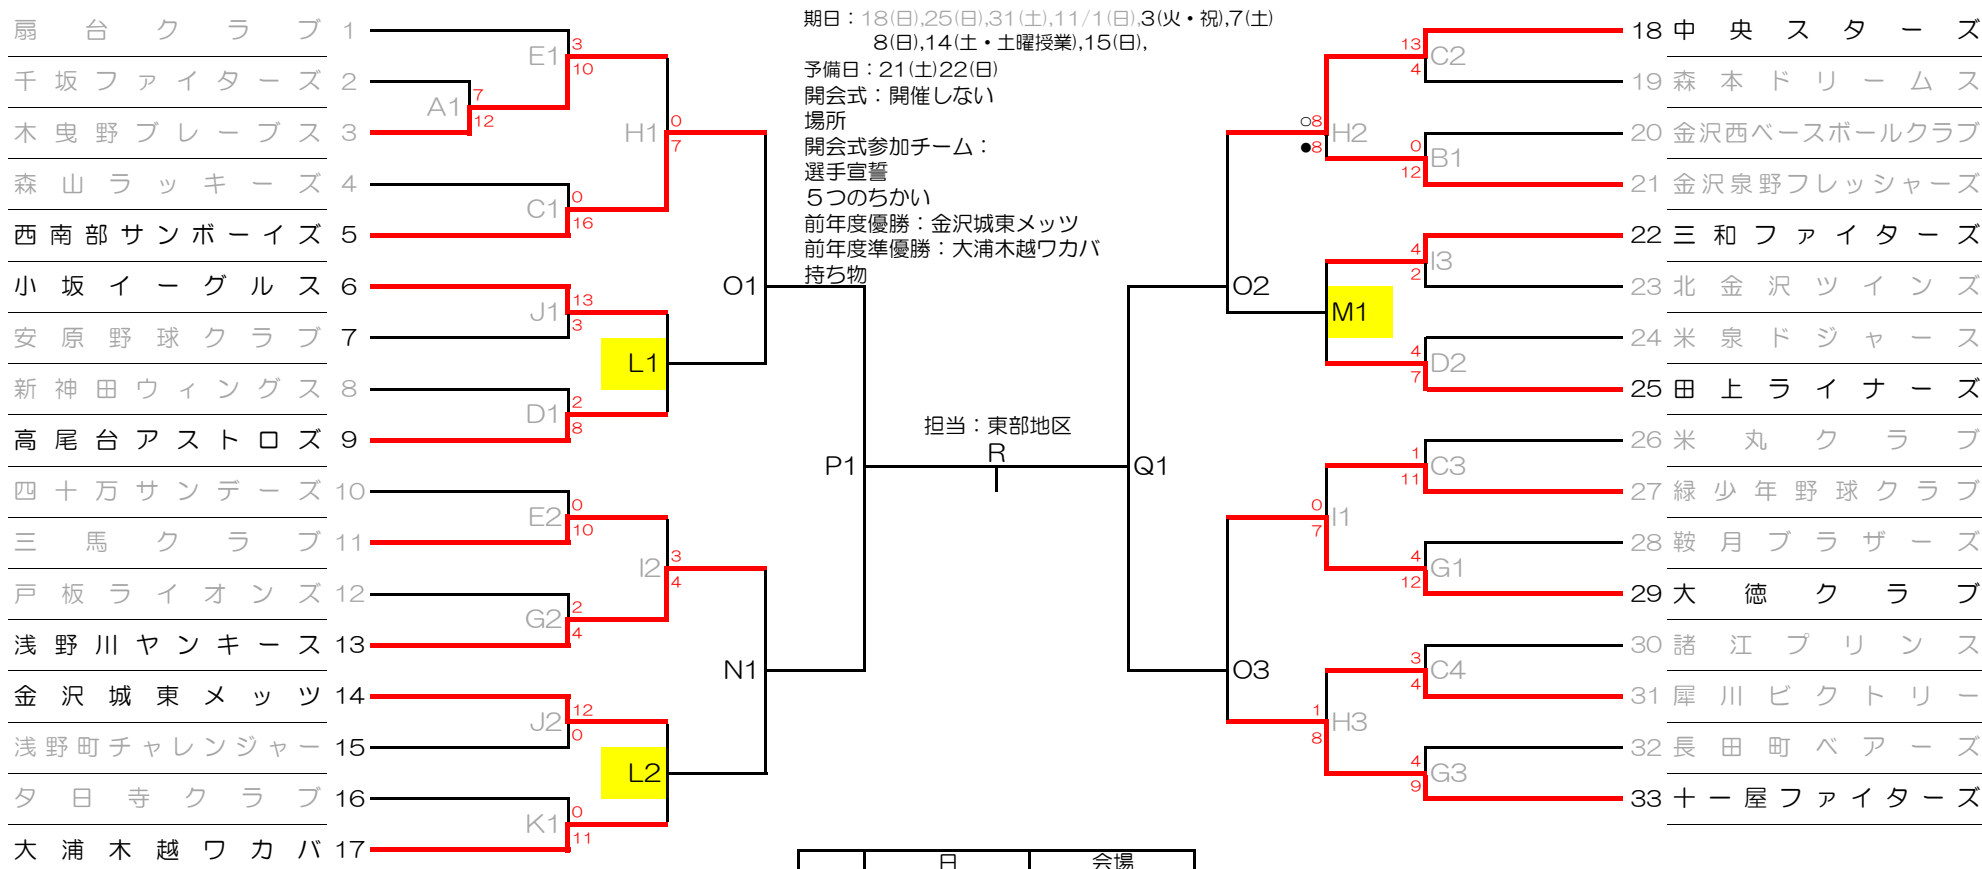 扇台クラブ 1
千坂ファイターズ 2
木曳野ブレーブス 3
森山ラッキーズ 4
西南部サンボーイズ 5
小坂イーグルス 6
安原野球クラブ 7
新神田ウィングス 8
高尾台アストロズ 9
四十万サンデーズ 10
三馬クラブ 11
戸板ライオンズ 12
浅野川ヤンキース 13
金沢城東メッツ 14
浅野町チャレンジャー 15
夕日寺クラブ 16
大浦木越ワカバ 17
E1 3 10
A1 7 12
H1 0 7
C1 0 16
J1 13 3
L1
D1 2 8
O1
E2 0 10
I2 3 4
G2 2 4
N1
J2 12 0
L2
K1 0 11
P1
期日：18(日),25(日),31(土),11/1(日),3(火・祝),7(土)
8(日),14(土・土曜授業),15(日),
予備日：21(土)22(日)
開会式：開催しない
場所
開会式参加チーム：
選手宣誓
５つのちかい
前年度優勝：金沢城東メッツ
前年度準優勝：大浦木越ワカバ
持ち物
担当：東部地区
R
Q1
13 4 C2
○8 ●8 H2
0 12 B1
O2
4 2 I3
M1
4 7 D2
1 11 C3
0 7 I1
4 12 G1
O3
3 4 C4
1 8 H3
4 9 G3
18 中央スターズ
19 森本ドリームス
20 金沢西ベースボールクラブ
21 金沢泉野フレッシャーズ
22 三和ファイターズ
23 北金沢ツインズ
24 米泉ドジャース
25 田上ライナーズ
26 米丸クラブ
27 緑少年野球クラブ
28 鞍月ブラザーズ
29 大徳クラブ
30 諸江プリンス
31 犀川ビクトリー
32 長田町ベアーズ
33 十一屋ファイターズ
日 会場